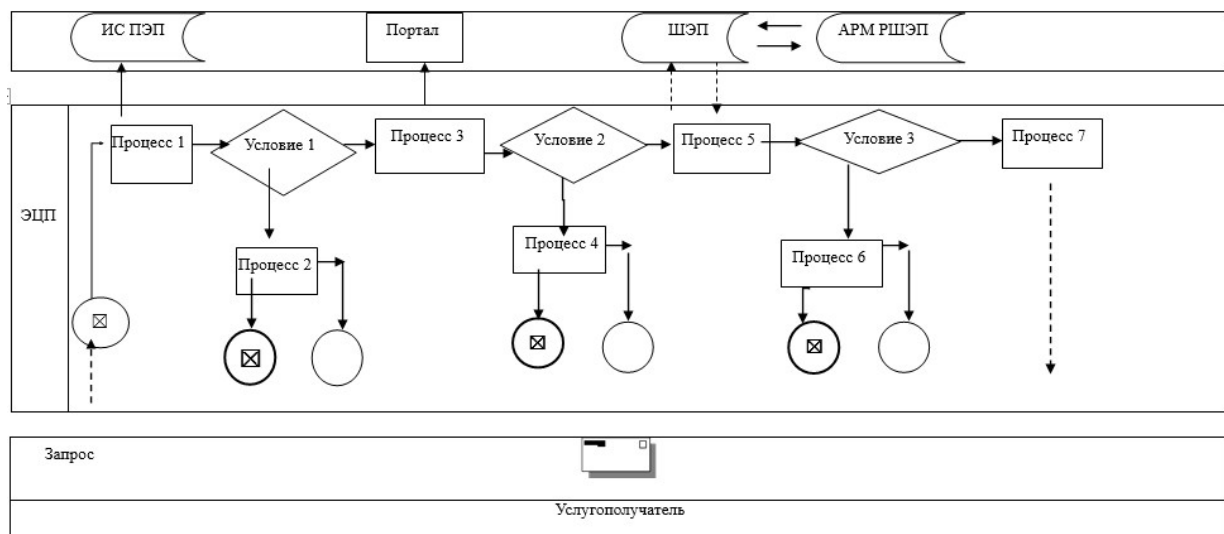 ИС ПЭП
Портал
ШЭП
АРМ РШЭП
Процесс 1
Условие 1
Процесс 3
Условие 2
Процесс 5
Условие 3
Процесс 7
ЭЦП
Процесс 2
Процесс 4
Процесс 6
Запрос
Услугополучатель